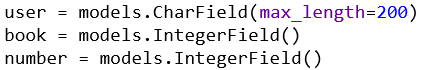 user = models.CharField(max_length=200)
book = models.IntegerField()
number = models.IntegerField()